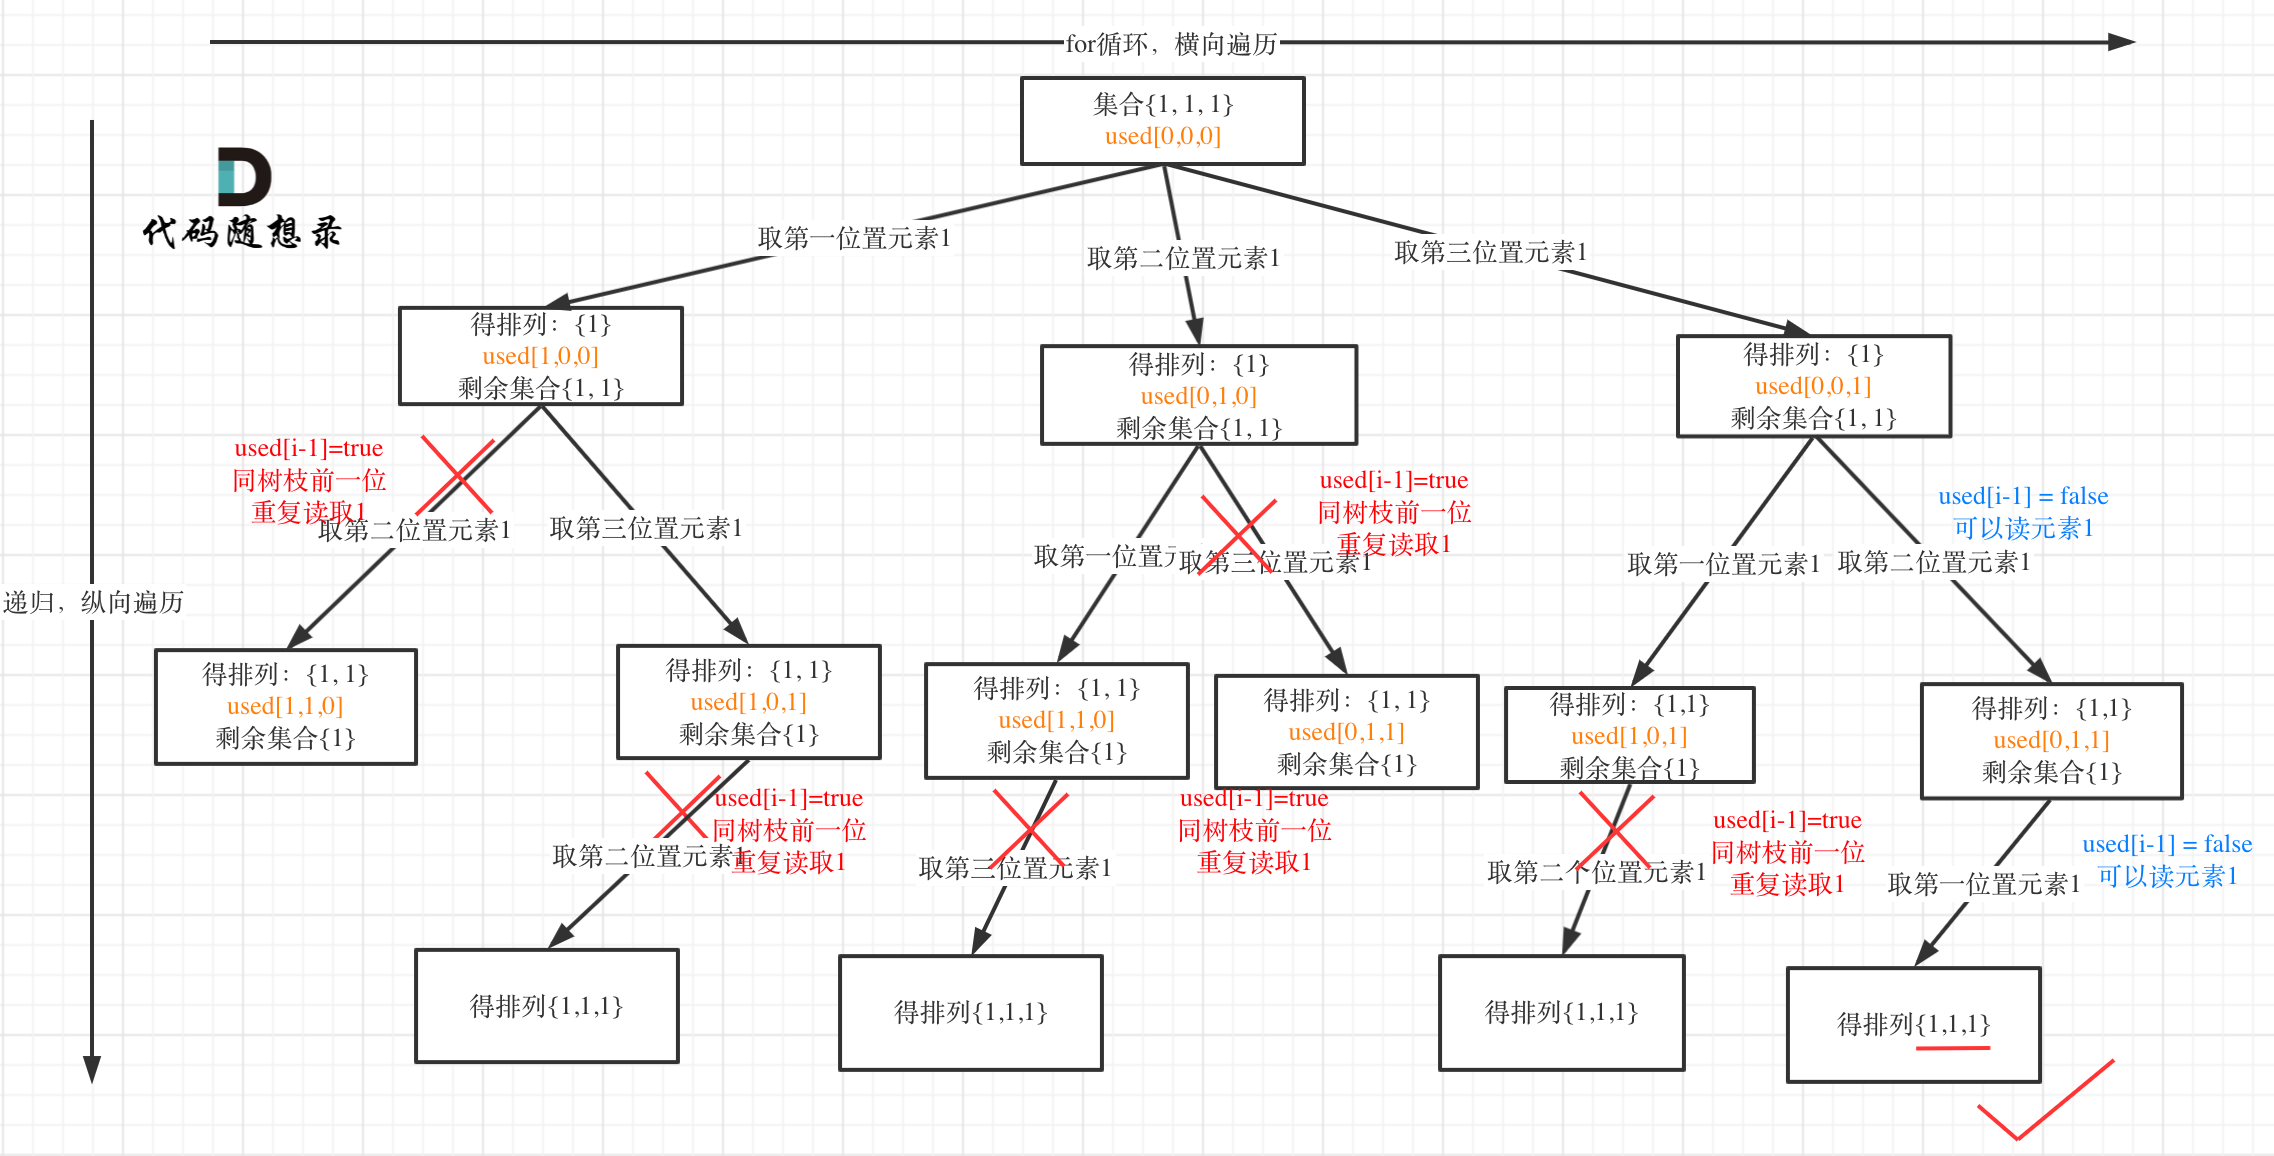 for循环，横向遍历
集合{1, 1, 1}
used[0,0,0]
代码随想录
取第一位置元素1
取第二位置元素1
取第三位置元素1
得排列：{1}
used[1,0,0]
剩余集合{1, 1}
得排列：{1}
used[0,1,0]
剩余集合{1, 1}
得排列：{1}
used[0,0,1]
剩余集合{1, 1}
used[i-1]=true
同树枝前一位
重复读取1
取第二位置元素1
取第三位置元素1
取第一位置元
used[i-1]=true
同树枝前一位
重复读取1
取第三位置元素1
取第一位置元素1
used[i-1] = false
可以读元素1
取第二位置元素1
递归，纵向遍历
得排列：{1, 1}
used[1,1,0]
剩余集合{1}
得排列：{1, 1}
used[1,0,1]
剩余集合{1}
得排列：{1, 1}
used[1,1,0]
剩余集合{1}
得排列：{1, 1}
used[0,1,1]
剩余集合{1}
得排列：{1,1}
used[1,0,1]
剩余集合{1}
得排列：{1,1}
used[0,1,1]
剩余集合{1}
used[i-1]=true
同树枝前一位
重复读取1
取第二位置元素1
used[i-1]=true
同树枝前一位
重复读取1
取第三位置元素1
used[i-1]=true
同树枝前一位
重复读取1
取第二个位置元素1
used[i-1] = false
可以读元素1
取第一位置元素1
得排列{1,1,1}
得排列{1,1,1}
得排列{1,1,1}
得排列{1,1,1}